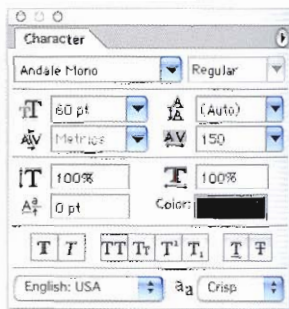 Character
Andale Mono Regular
60 pt (Auto)
Metrics 150
100% 100%
0 pt Color:
T T TT Tr T¹ T₁ T T
English: USA aa Crisp